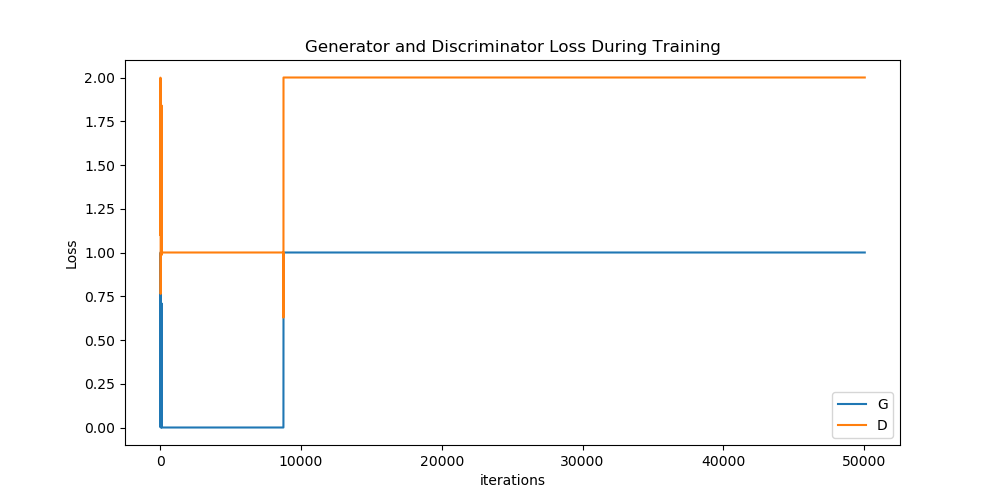 Generator and Discriminator Loss During Training
2.00
1.75
1.50
1.25
1.00
0.75
0.50
0.25
0.00
Loss
0 10000 20000 30000 40000 50000
iterations
G
D